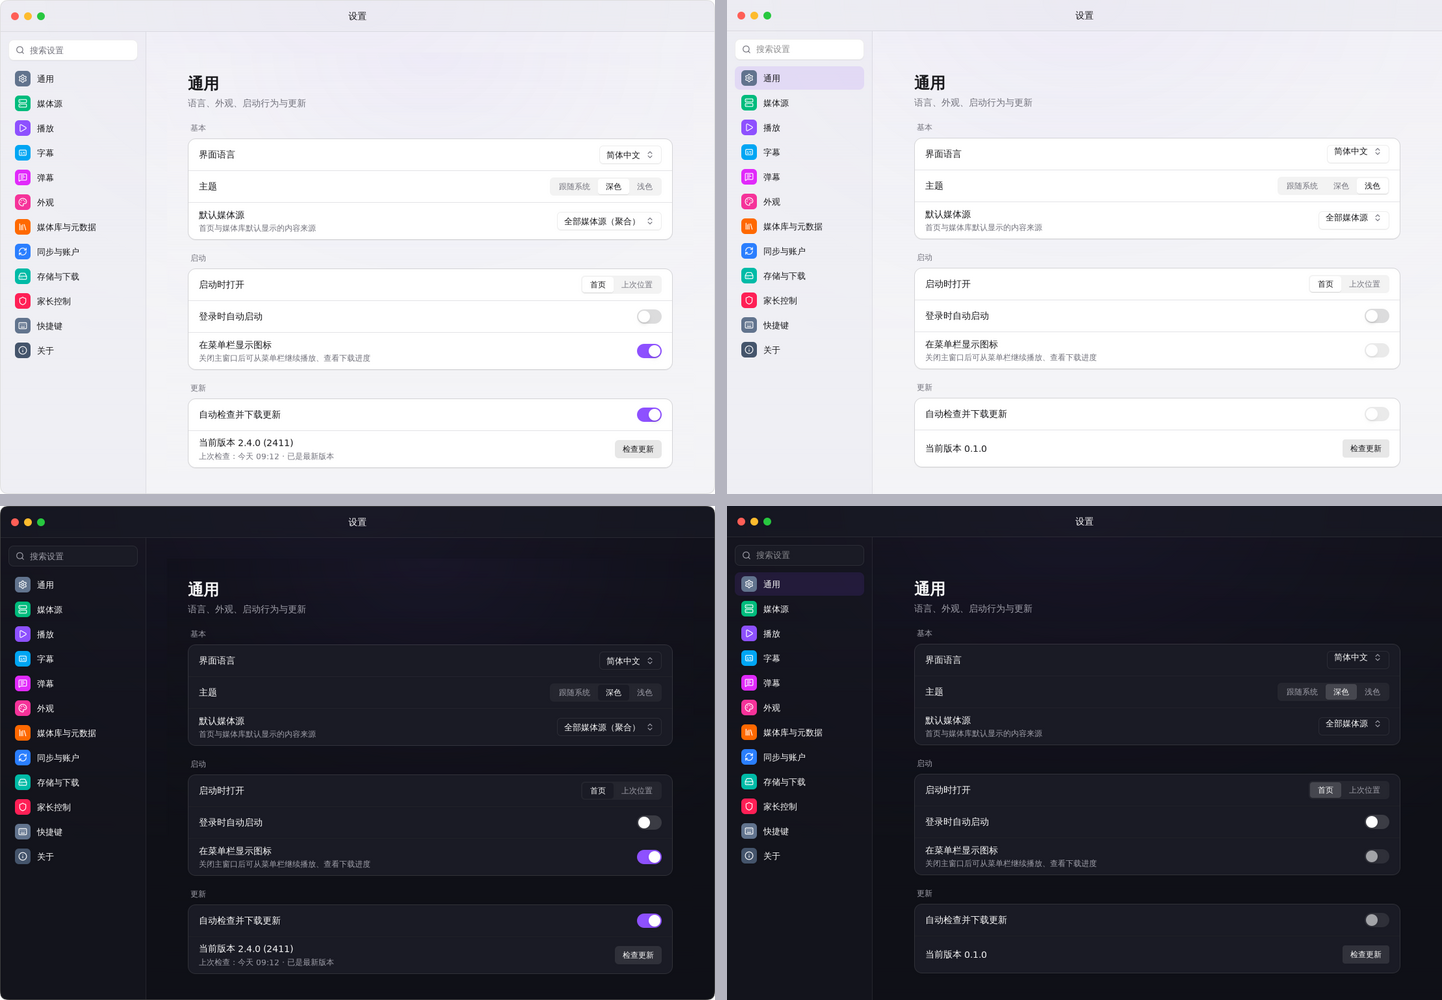 设置
搜索设置
通用
媒体源
播放
字幕
弹幕
外观
媒体库与元数据
同步与账户
存储与下载
家长控制
快捷键
关于
通用
语言、外观、启动行为与更新
基本
界面语言 简体中文
主题 跟随系统 深色 浅色
默认媒体源 全部媒体源（聚合）
首页与媒体库默认显示的内容来源
启动
启动时打开 首页 上次位置
登录时自动启动
在菜单栏显示图标
关闭主窗口后可从菜单栏继续播放、查看下载进度
更新
自动检查并下载更新
当前版本 2.4.0 (2411) 检查更新
上次检查：今天 09:12 · 已是最新版本
设置
搜索设置
通用
媒体源
播放
字幕
弹幕
外观
媒体库与元数据
同步与账户
存储与下载
家长控制
快捷键
关于
通用
语言、外观、启动行为与更新
基本
界面语言 简体中文
主题 跟随系统 深色 浅色
默认媒体源 全部媒体源
首页与媒体库默认显示的内容来源
启动
启动时打开 首页 上次位置
登录时自动启动
在菜单栏显示图标
关闭主窗口后可从菜单栏继续播放、查看下载进度
更新
自动检查并下载更新
当前版本 0.1.0 检查更新
设置
搜索设置
通用
媒体源
播放
字幕
弹幕
外观
媒体库与元数据
同步与账户
存储与下载
家长控制
快捷键
关于
通用
语言、外观、启动行为与更新
基本
界面语言 简体中文
主题 跟随系统 深色 浅色
默认媒体源 全部媒体源（聚合）
首页与媒体库默认显示的内容来源
启动
启动时打开 首页 上次位置
登录时自动启动
在菜单栏显示图标
关闭主窗口后可从菜单栏继续播放、查看下载进度
更新
自动检查并下载更新
当前版本 2.4.0 (2411) 检查更新
上次检查：今天 09:12 · 已是最新版本
设置
搜索设置
通用
媒体源
播放
字幕
弹幕
外观
媒体库与元数据
同步与账户
存储与下载
家长控制
快捷键
关于
通用
语言、外观、启动行为与更新
基本
界面语言 简体中文
主题 跟随系统 深色 浅色
默认媒体源 全部媒体源
首页与媒体库默认显示的内容来源
启动
启动时打开 首页 上次位置
登录时自动启动
在菜单栏显示图标
关闭主窗口后可从菜单栏继续播放、查看下载进度
更新
自动检查并下载更新
当前版本 0.1.0 检查更新